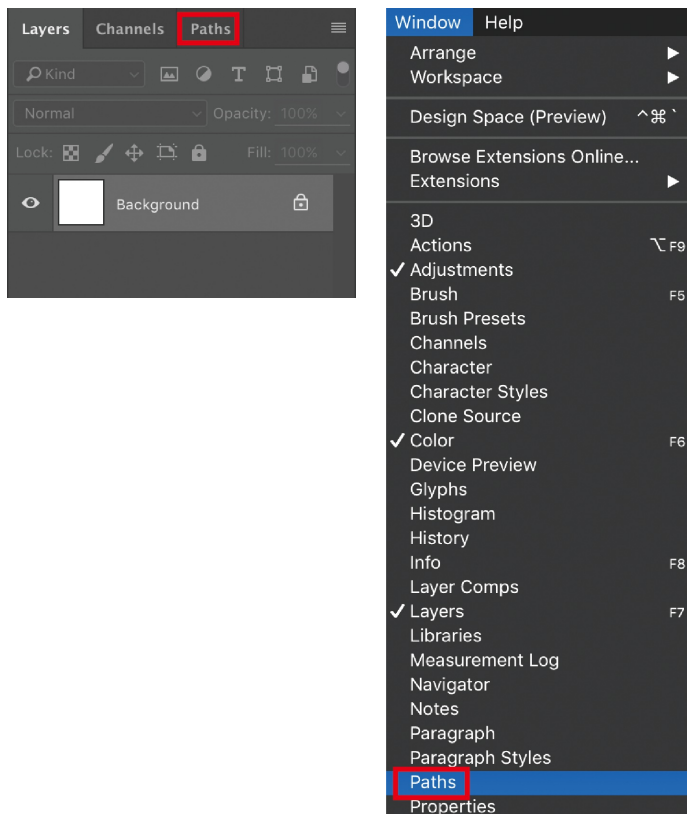 Layers Channels Paths
Kind
Normal Opacity: 100%
Lock: Fill: 100%
Background
Window Help
Arrange
Workspace
Design Space (Preview) ^⌘`
Browse Extensions Online...
Extensions
3D
Actions ⌥F9
✓ Adjustments
Brush F5
Brush Presets
Channels
Character
Character Styles
Clone Source
✓ Color F6
Device Preview
Glyphs
Histogram
History
Info F8
Layer Comps
✓ Layers F7
Libraries
Measurement Log
Navigator
Notes
Paragraph
Paragraph Styles
Paths
Properties